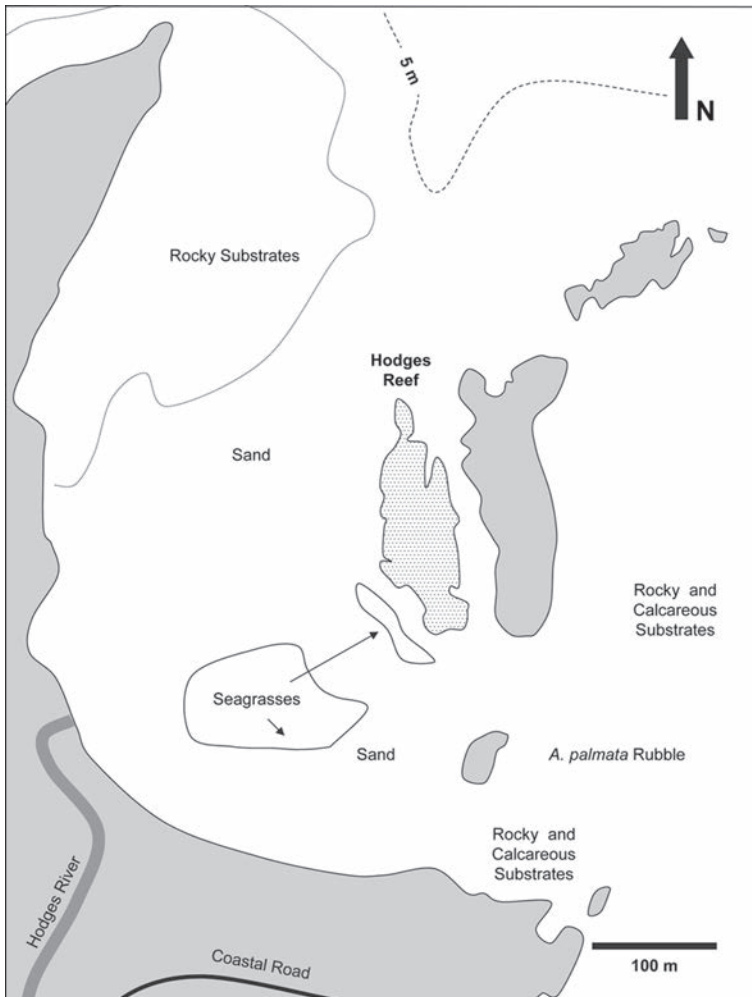 5 m
N
Rocky Substrates
Hodges
Reef
Sand
Rocky and
Calcareous
Substrates
Seagrasses
Sand
A. palmata Rubble
Rocky and
Calcareous
Substrates
Hodges River
Coastal Road
100 m